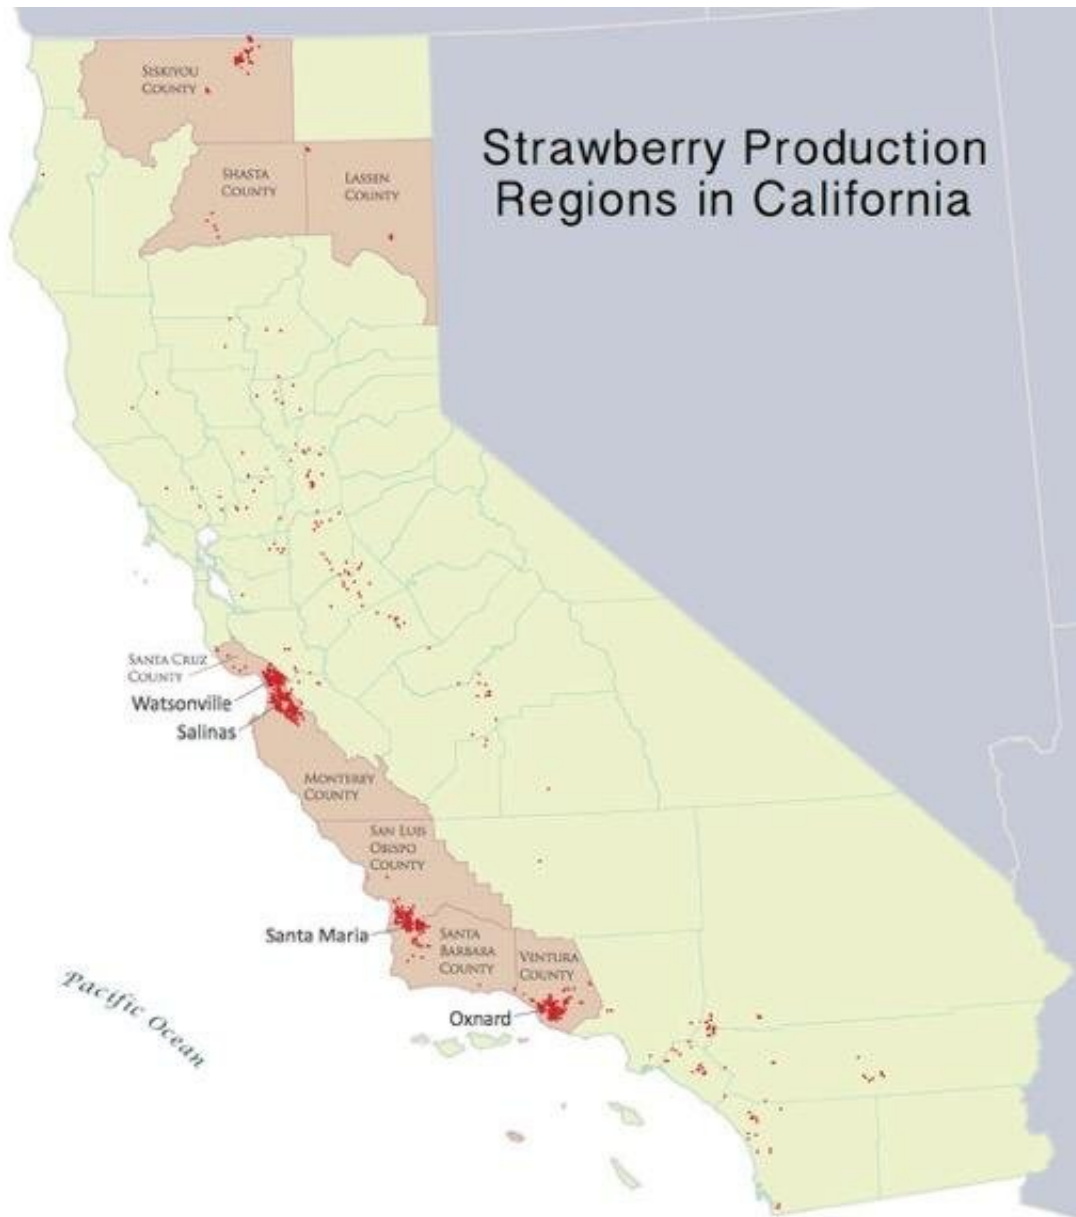 Strawberry Production
Regions in California
SISKIYOU
COUNTY
SHASTA
COUNTY
LASSEN
COUNTY
SANTA CRUZ
COUNTY
Watsonville
Salinas
MONTEREY
COUNTY
SAN LUIS
OBISPO
COUNTY
Santa Maria
SANTA
BARBARA
COUNTY
VENTURA
COUNTY
Oxnard
Pacific Ocean